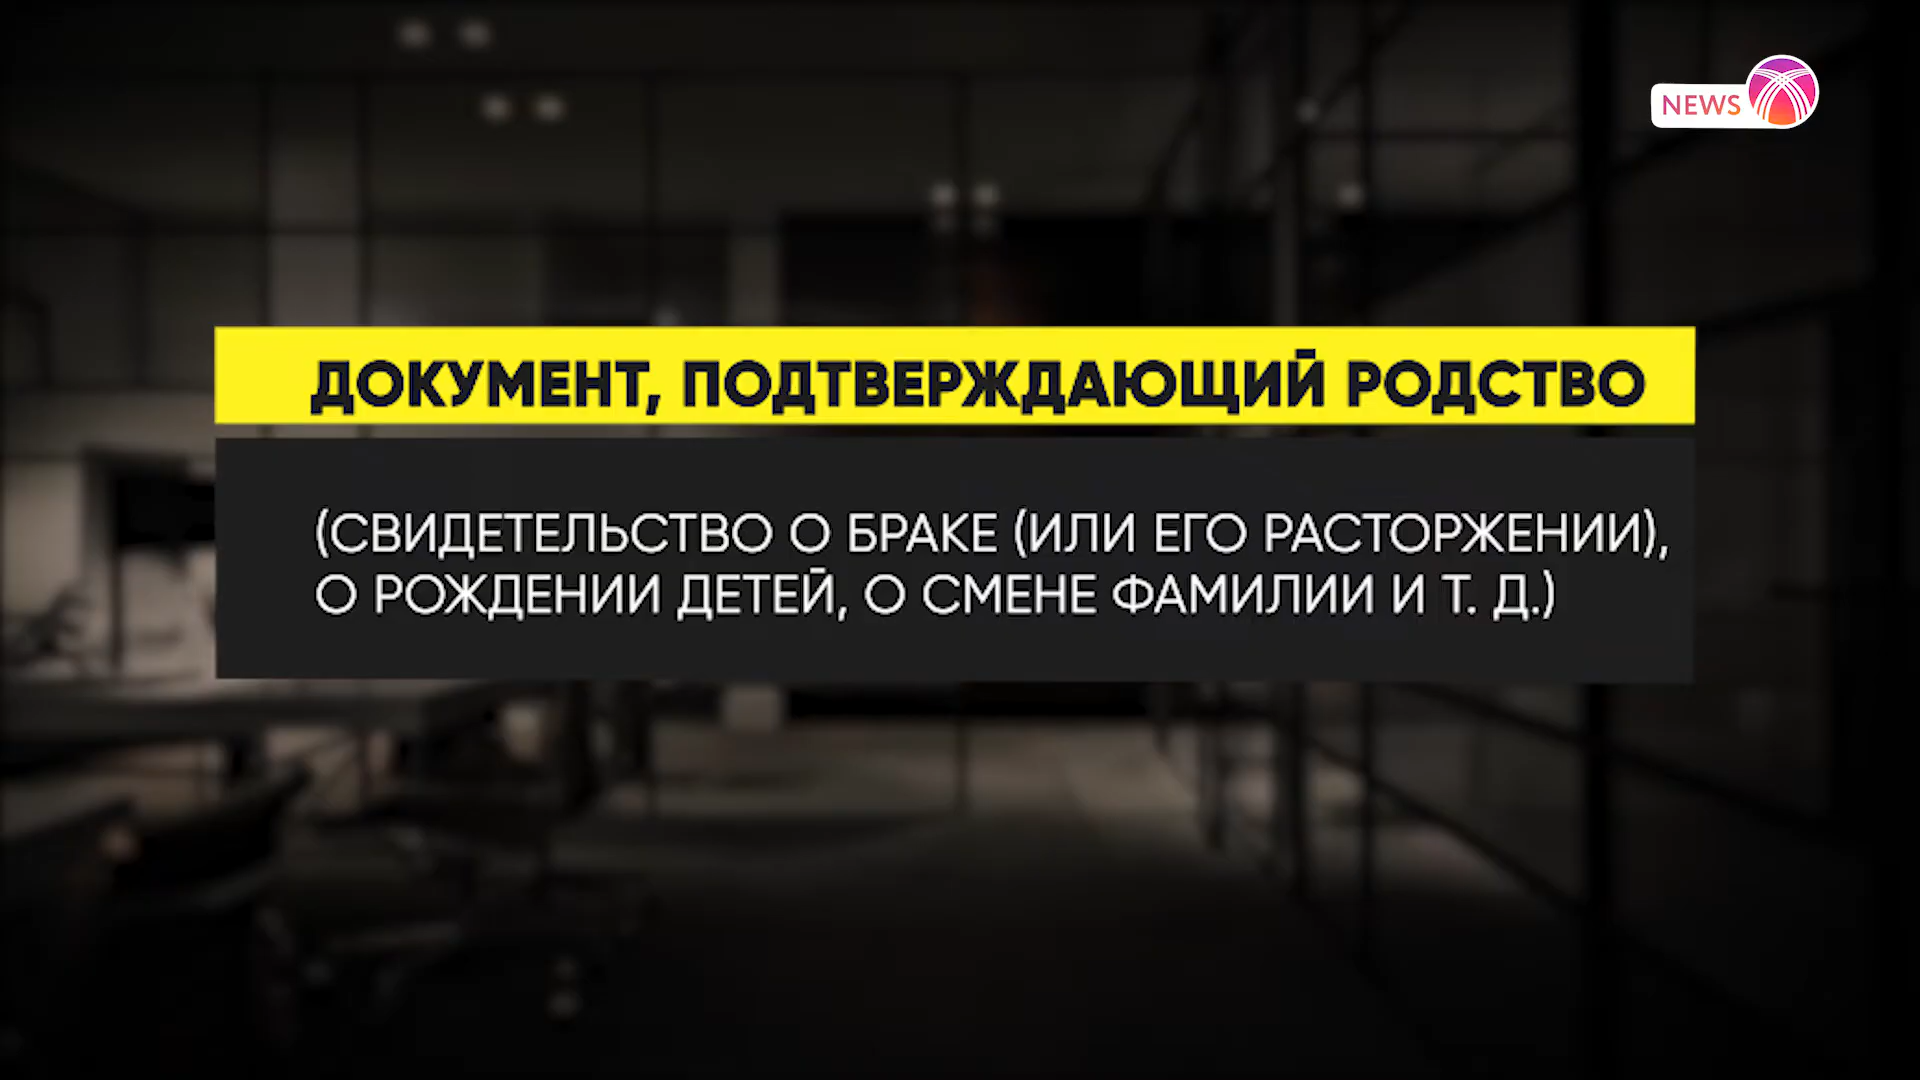 NEWS
ДОКУМЕНТ, ПОДТВЕРЖДАЮЩИЙ РОДСТВО
(СВИДЕТЕЛЬСТВО О БРАКЕ (ИЛИ ЕГО РАСТОРЖЕНИИ),
О РОЖДЕНИИ ДЕТЕЙ, О СМЕНЕ ФАМИЛИИ И Т. Д.)